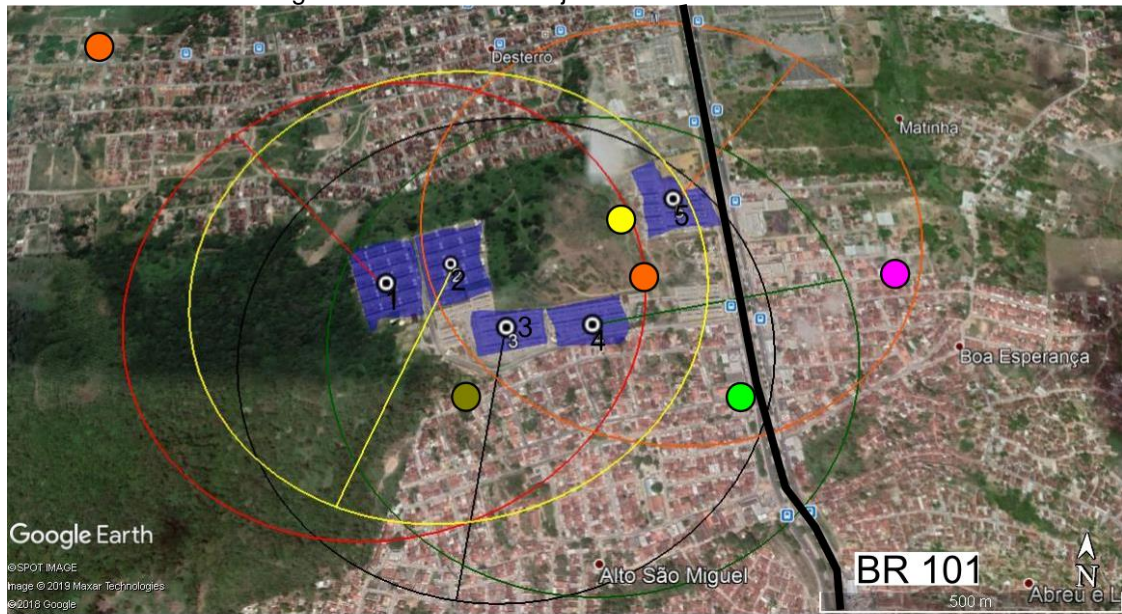 Desterro
Matinha
1
2
3
3
4
5
Boa Esperança
Alto São Miguel
BR 101
N
500 m
Abreu e L
Google Earth
©SPOT IMAGE
Image © 2019 Maxar Technologies
©2018 Google